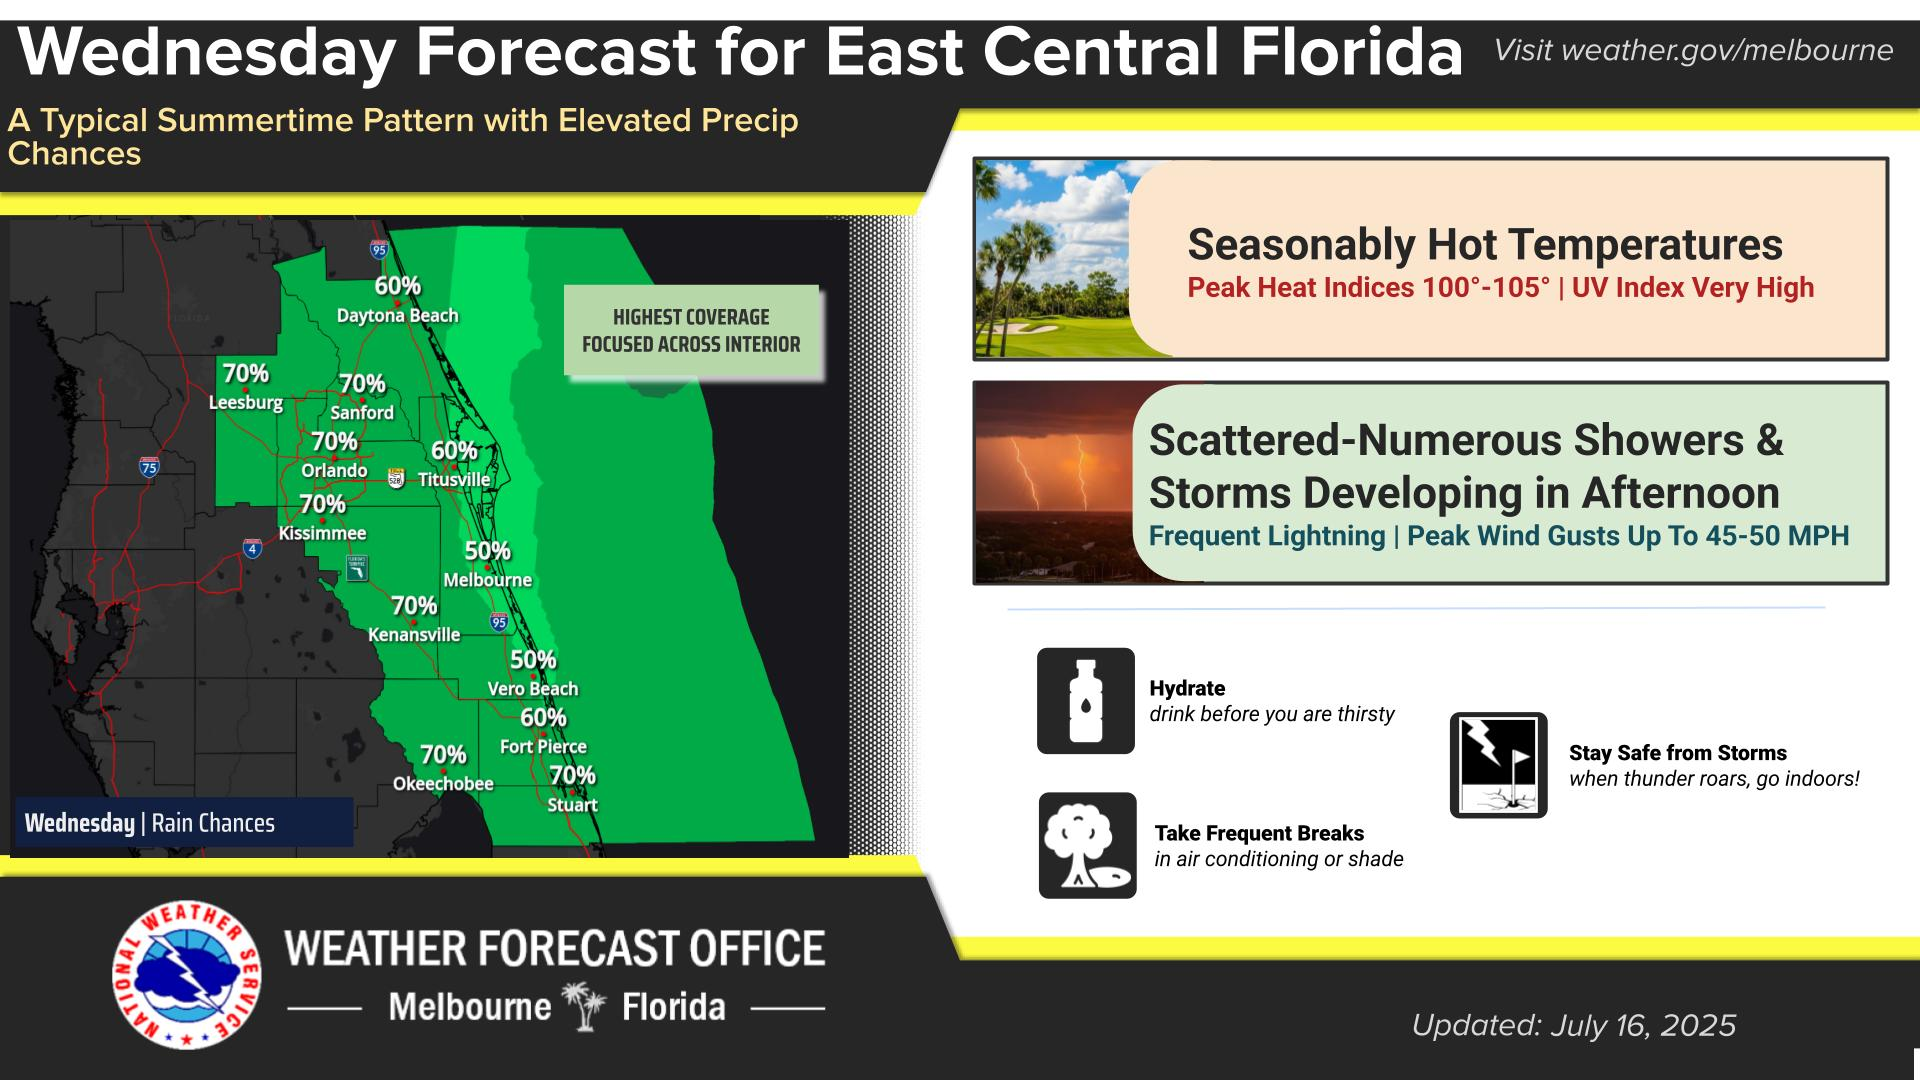 Wednesday Forecast for East Central Florida
Visit weather.gov/melbourne
A Typical Summertime Pattern with Elevated Precip
Chances
95
60%
Daytona Beach
HIGHEST COVERAGE
FOCUSED ACROSS INTERIOR
FLORIDA
70%
Leesburg
70%
Sanford
70%
Orlando
60%
Titusville
75
528
70%
Kissimmee
4
50%
Melbourne
70%
Kenansville
95
50%
Vero Beach
60%
Fort Pierce
70%
Okeechobee
70%
Stuart
Wednesday | Rain Chances
Seasonably Hot Temperatures
Peak Heat Indices 100°-105° | UV Index Very High
Scattered-Numerous Showers &
Storms Developing in Afternoon
Frequent Lightning | Peak Wind Gusts Up To 45-50 MPH
Hydrate
drink before you are thirsty
Take Frequent Breaks
in air conditioning or shade
Stay Safe from Storms
when thunder roars, go indoors!
NATIONAL WEATHER SERVICE
WEATHER FORECAST OFFICE
Melbourne Florida
Updated: July 16, 2025